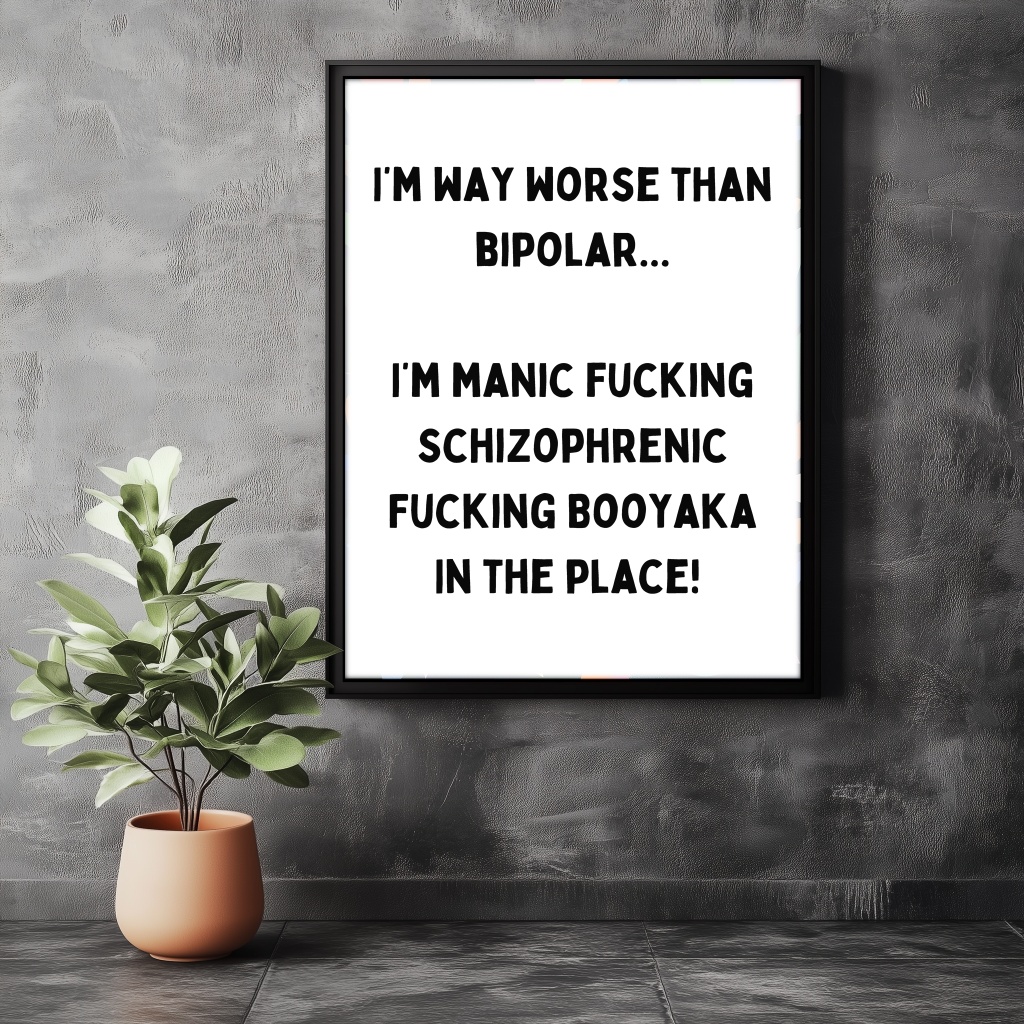 I'M WAY WORSE THAN
BIPOLAR...
I'M MANIC FUCKING
SCHIZOPHRENIC
FUCKING BOOYAKA
IN THE PLACE!